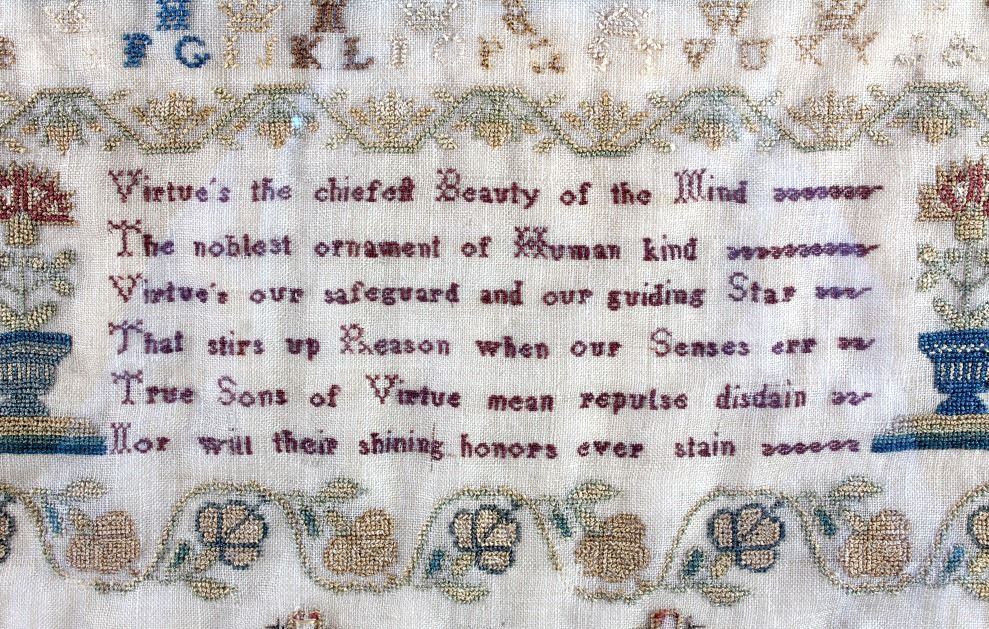 F G I K L P V U X Y
Virtue's the chiefest Beauty of the Mind
The noblest ornament of Human kind
Virtue's our safeguard and our guiding Star
That stirs up Reason when our Senses err
True Sons of Virtue mean repulse disdain
Nor will their shining honors ever stain